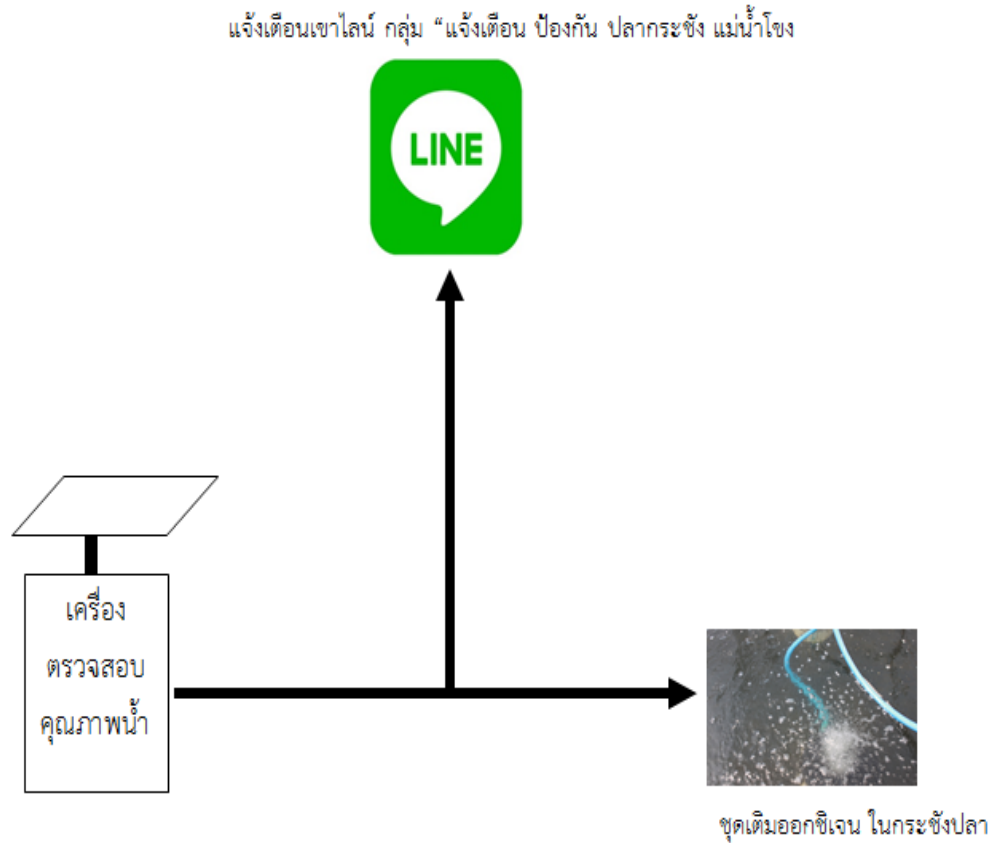 แจ้งเตือนเขาไลน์ กลุ่ม “แจ้งเตือน ป้องกัน ปลากระชัง แม่น้ำโขง
LINE
เครื่อง
ตรวจสอบ
คุณภาพน้ำ
ชุดเติมออกซิเจน ในกระชังปลา